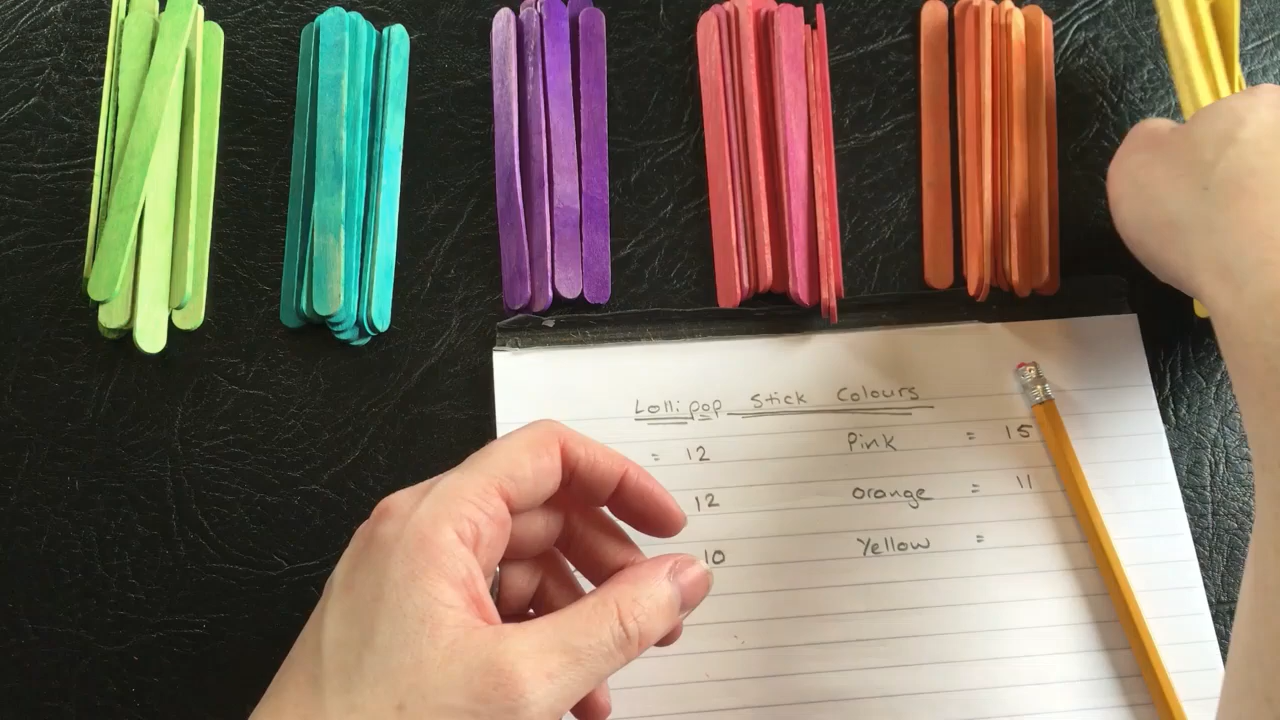 Lollipop Stick Colours
= 12 Pink = 15
12 Orange = 11
10 Yellow =